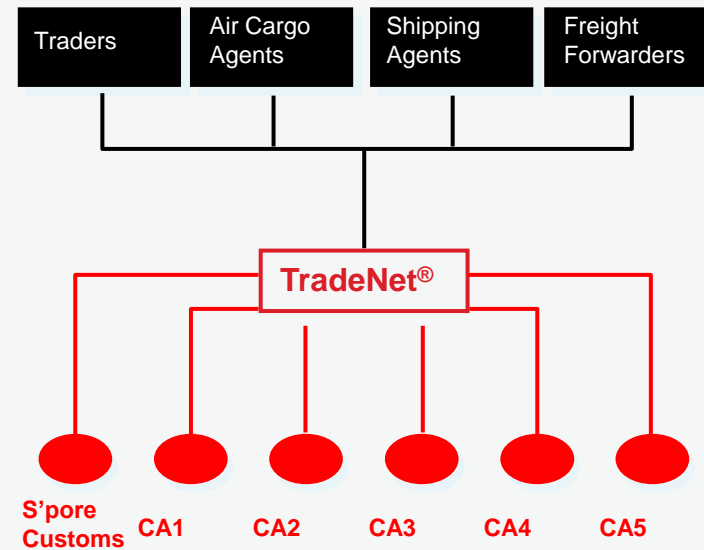 Traders
Air Cargo
Agents
Shipping
Agents
Freight
Forwarders
TradeNet®
S’pore
Customs
CA1
CA2
CA3
CA4
CA5